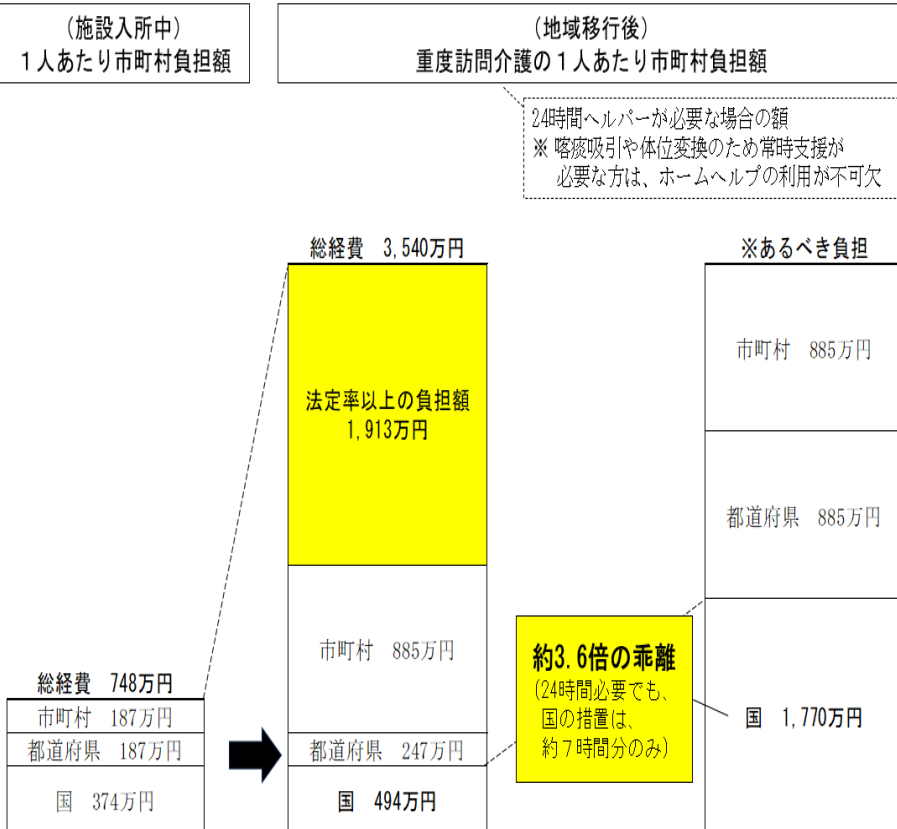 (施設入所中)
1人あたり市町村負担額
(地域移行後)
重度訪問介護の1人あたり市町村負担額
24時間ヘルパーが必要な場合の額
※ 喀痰吸引や体位変換のため常時支援が
必要な方は、ホームヘルプの利用が不可欠
総経費 748万円
市町村 187万円
都道府県 187万円
国 374万円
総経費 3,540万円
法定率以上の負担額
1,913万円
市町村 885万円
都道府県 247万円
国 494万円
約3.6倍の乖離
(24時間必要でも、
国の措置は、
約7時間分のみ)
※あるべき負担
市町村 885万円
都道府県 885万円
国 1,770万円